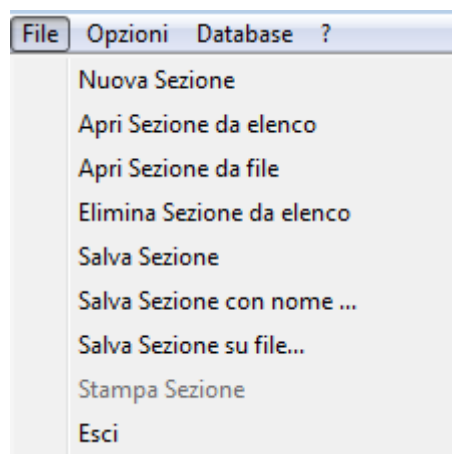 File Opzioni Database ?
Nuova Sezione
Apri Sezione da elenco
Apri Sezione da file
Elimina Sezione da elenco
Salva Sezione
Salva Sezione con nome ...
Salva Sezione su file...
Stampa Sezione
Esci